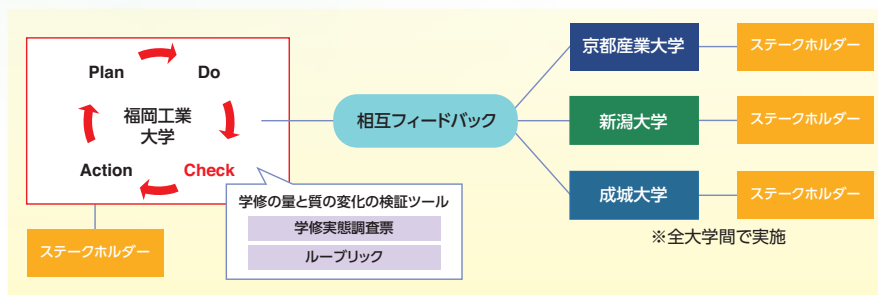 Plan
Do
福岡工業
大学
Action
Check
ステークホルダー
学修の量と質の変化の検証ツール
学修実態調査票
ルーブリック
相互フィードバック
京都産業大学
ステークホルダー
新潟大学
ステークホルダー
成城大学
ステークホルダー
※全大学間で実施